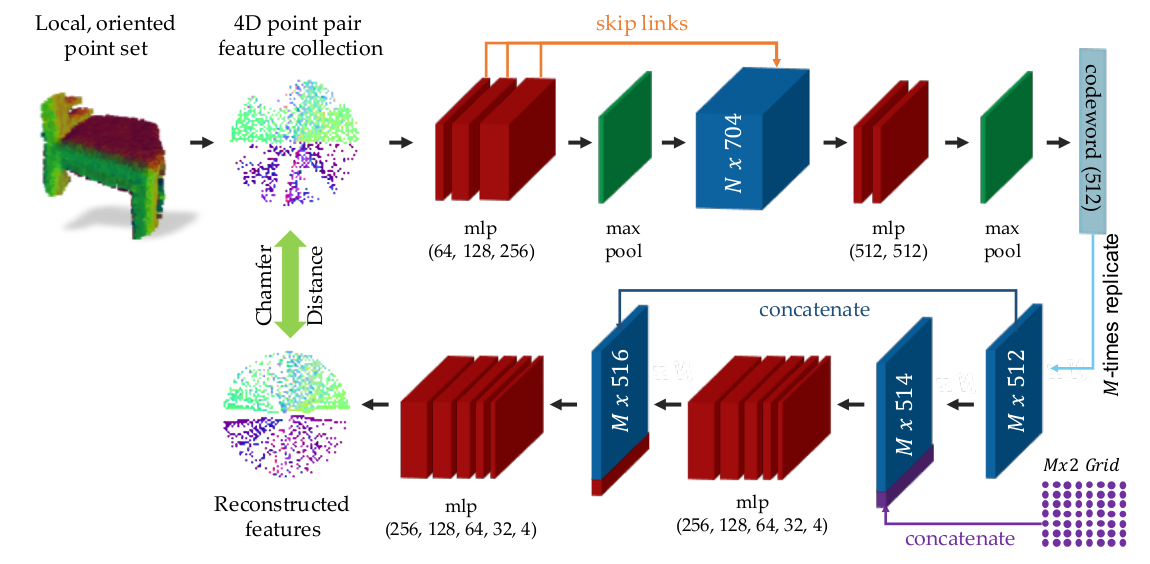 Local, oriented
point set
4D point pair
feature collection
skip links
N x 704
codeword (512)
mlp
(64, 128, 256)
max
pool
mlp
(512, 512)
max
pool
M-times replicate
Chamfer
Distance
concatenate
M x 516
M x 514
M x 512
Mx2 Grid
Reconstructed
features
mlp
(256, 128, 64, 32, 4)
mlp
(256, 128, 64, 32, 4)
concatenate